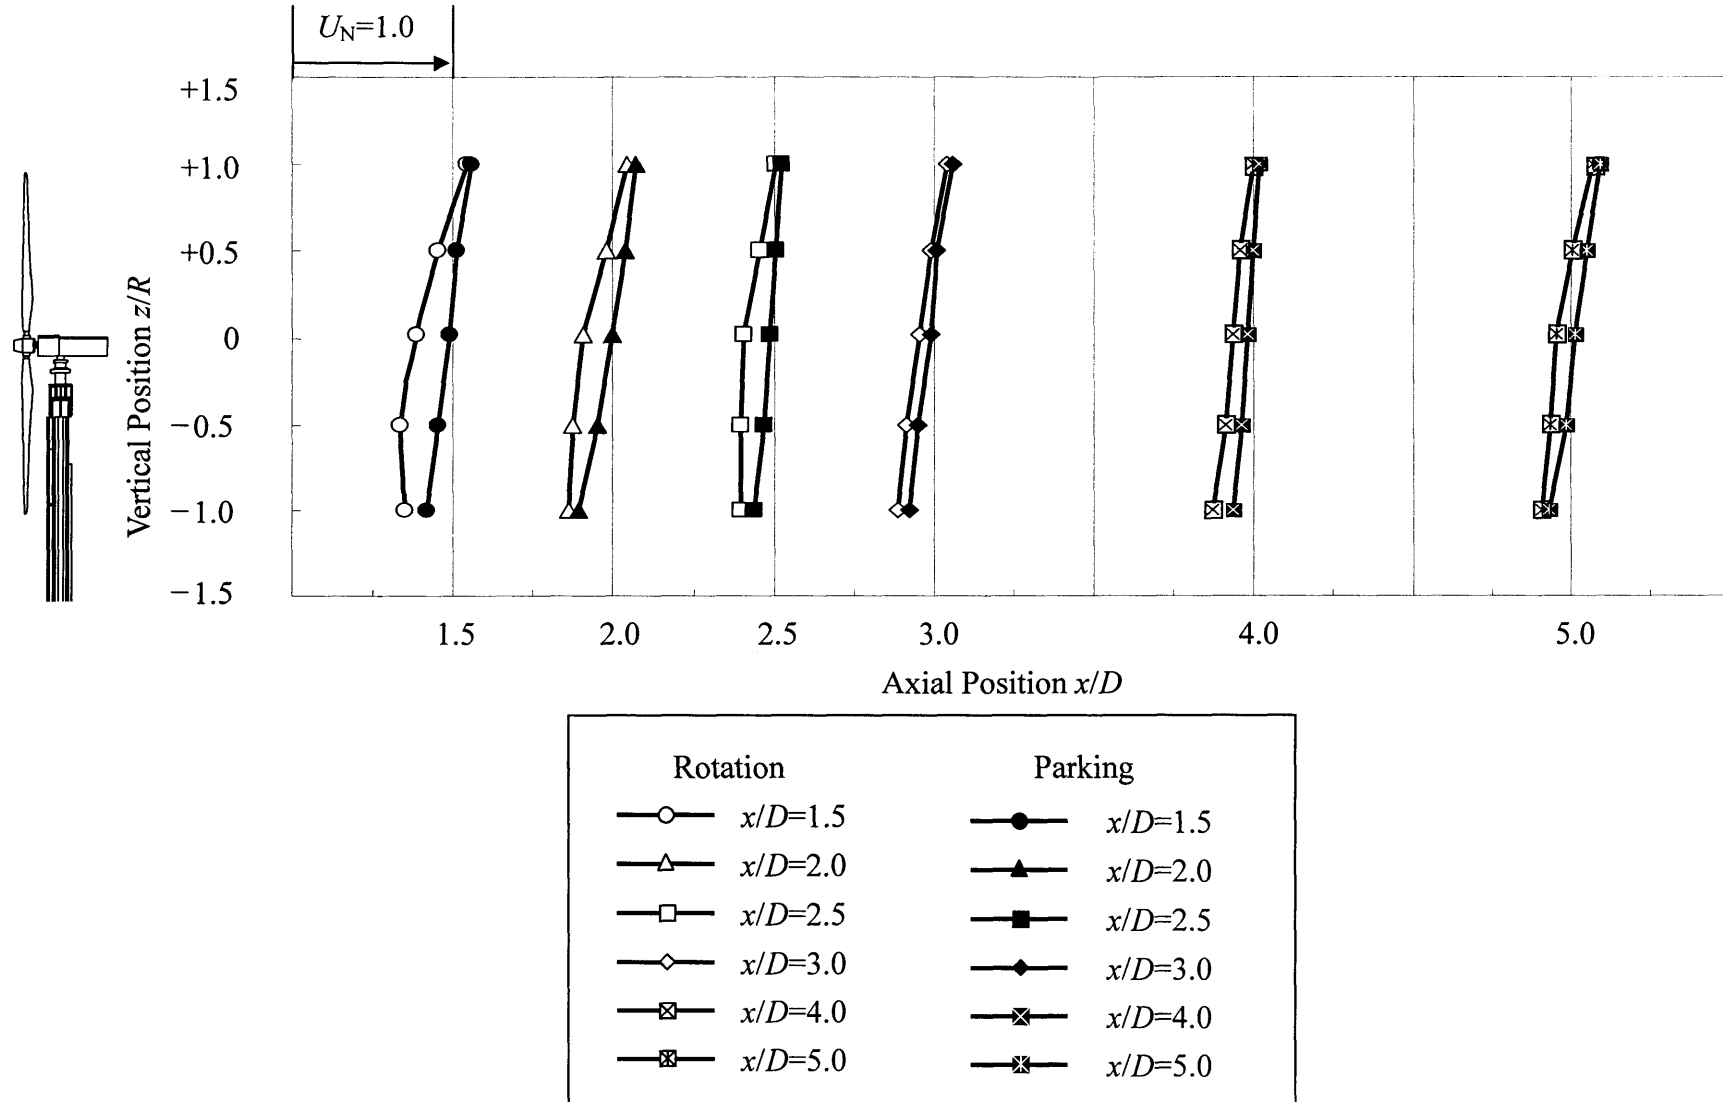 U_N=1.0
+1.5
+1.0
+0.5
0
−0.5
−1.0
−1.5
Vertical Position z/R
1.5 2.0 2.5 3.0 4.0 5.0
Axial Position x/D
Rotation Parking
x/D=1.5 x/D=1.5
x/D=2.0 x/D=2.0
x/D=2.5 x/D=2.5
x/D=3.0 x/D=3.0
x/D=4.0 x/D=4.0
x/D=5.0 x/D=5.0